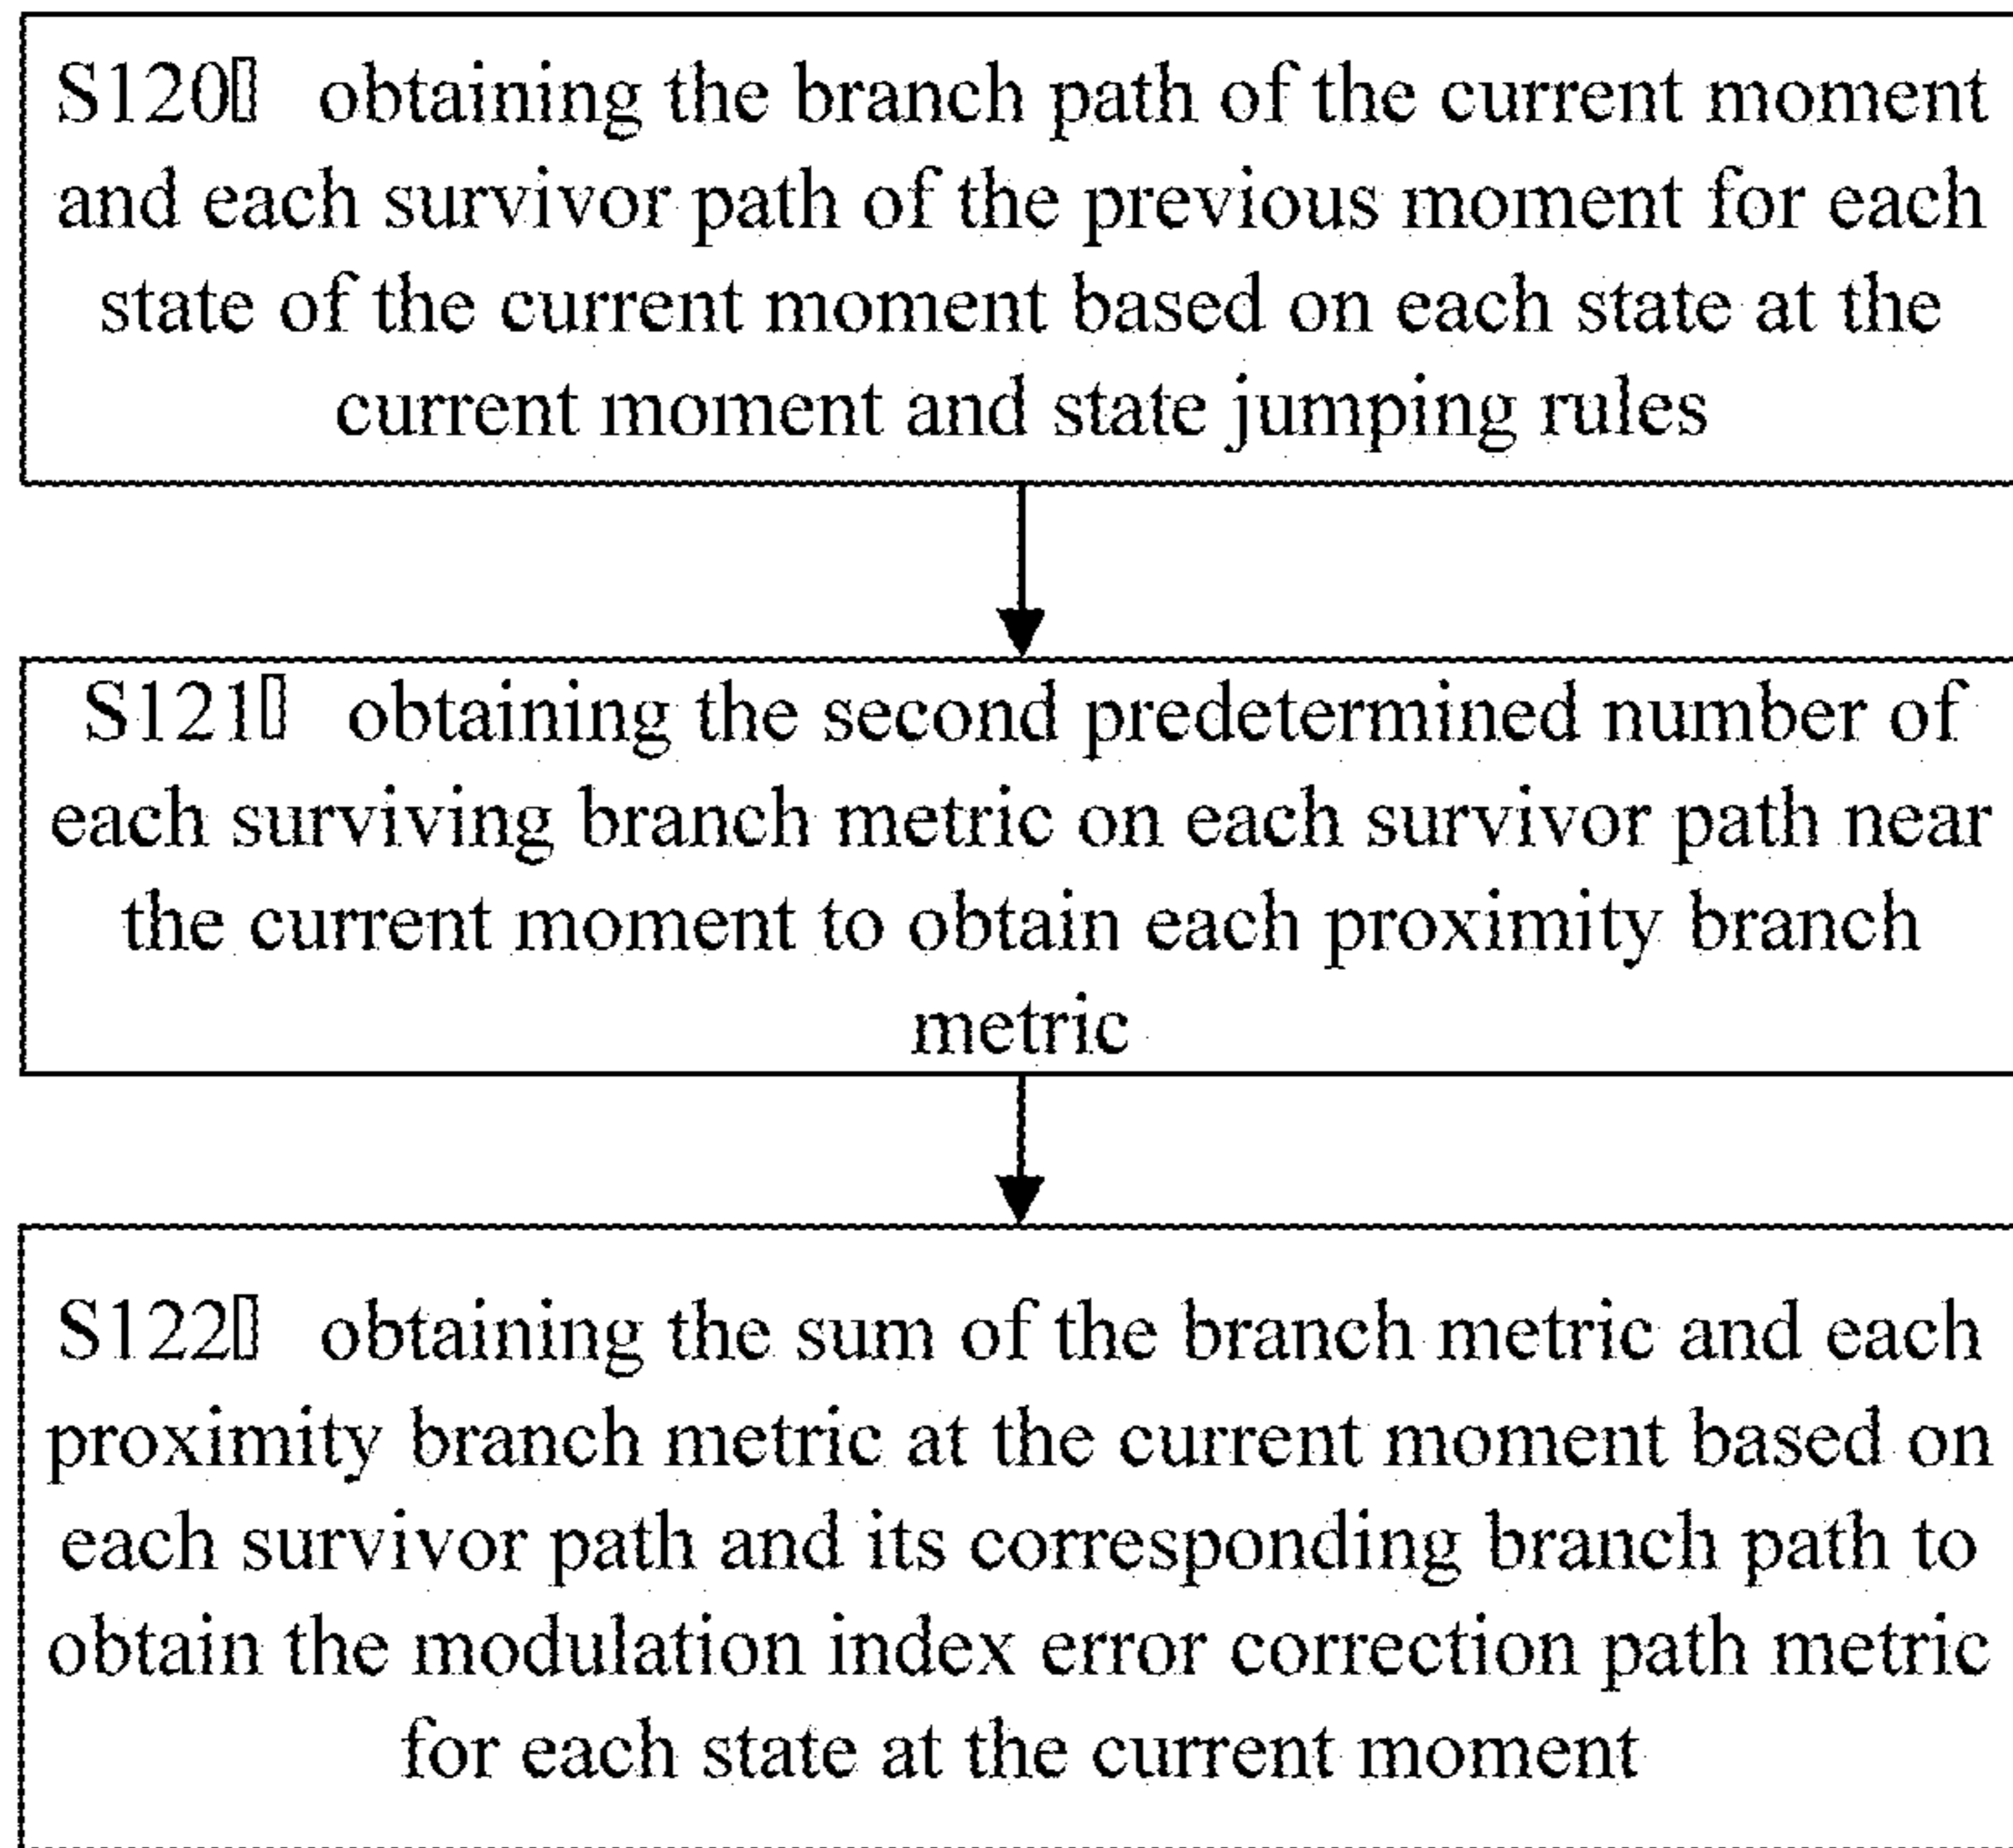 S120▯ obtaining the branch path of the current moment
and each survivor path of the previous moment for each
state of the current moment based on each state at the
current moment and state jumping rules
S121▯ obtaining the second predetermined number of
each surviving branch metric on each survivor path near
the current moment to obtain each proximity branch
metric
S122▯ obtaining the sum of the branch metric and each
proximity branch metric at the current moment based on
each survivor path and its corresponding branch path to
obtain the modulation index error correction path metric
for each state at the current moment